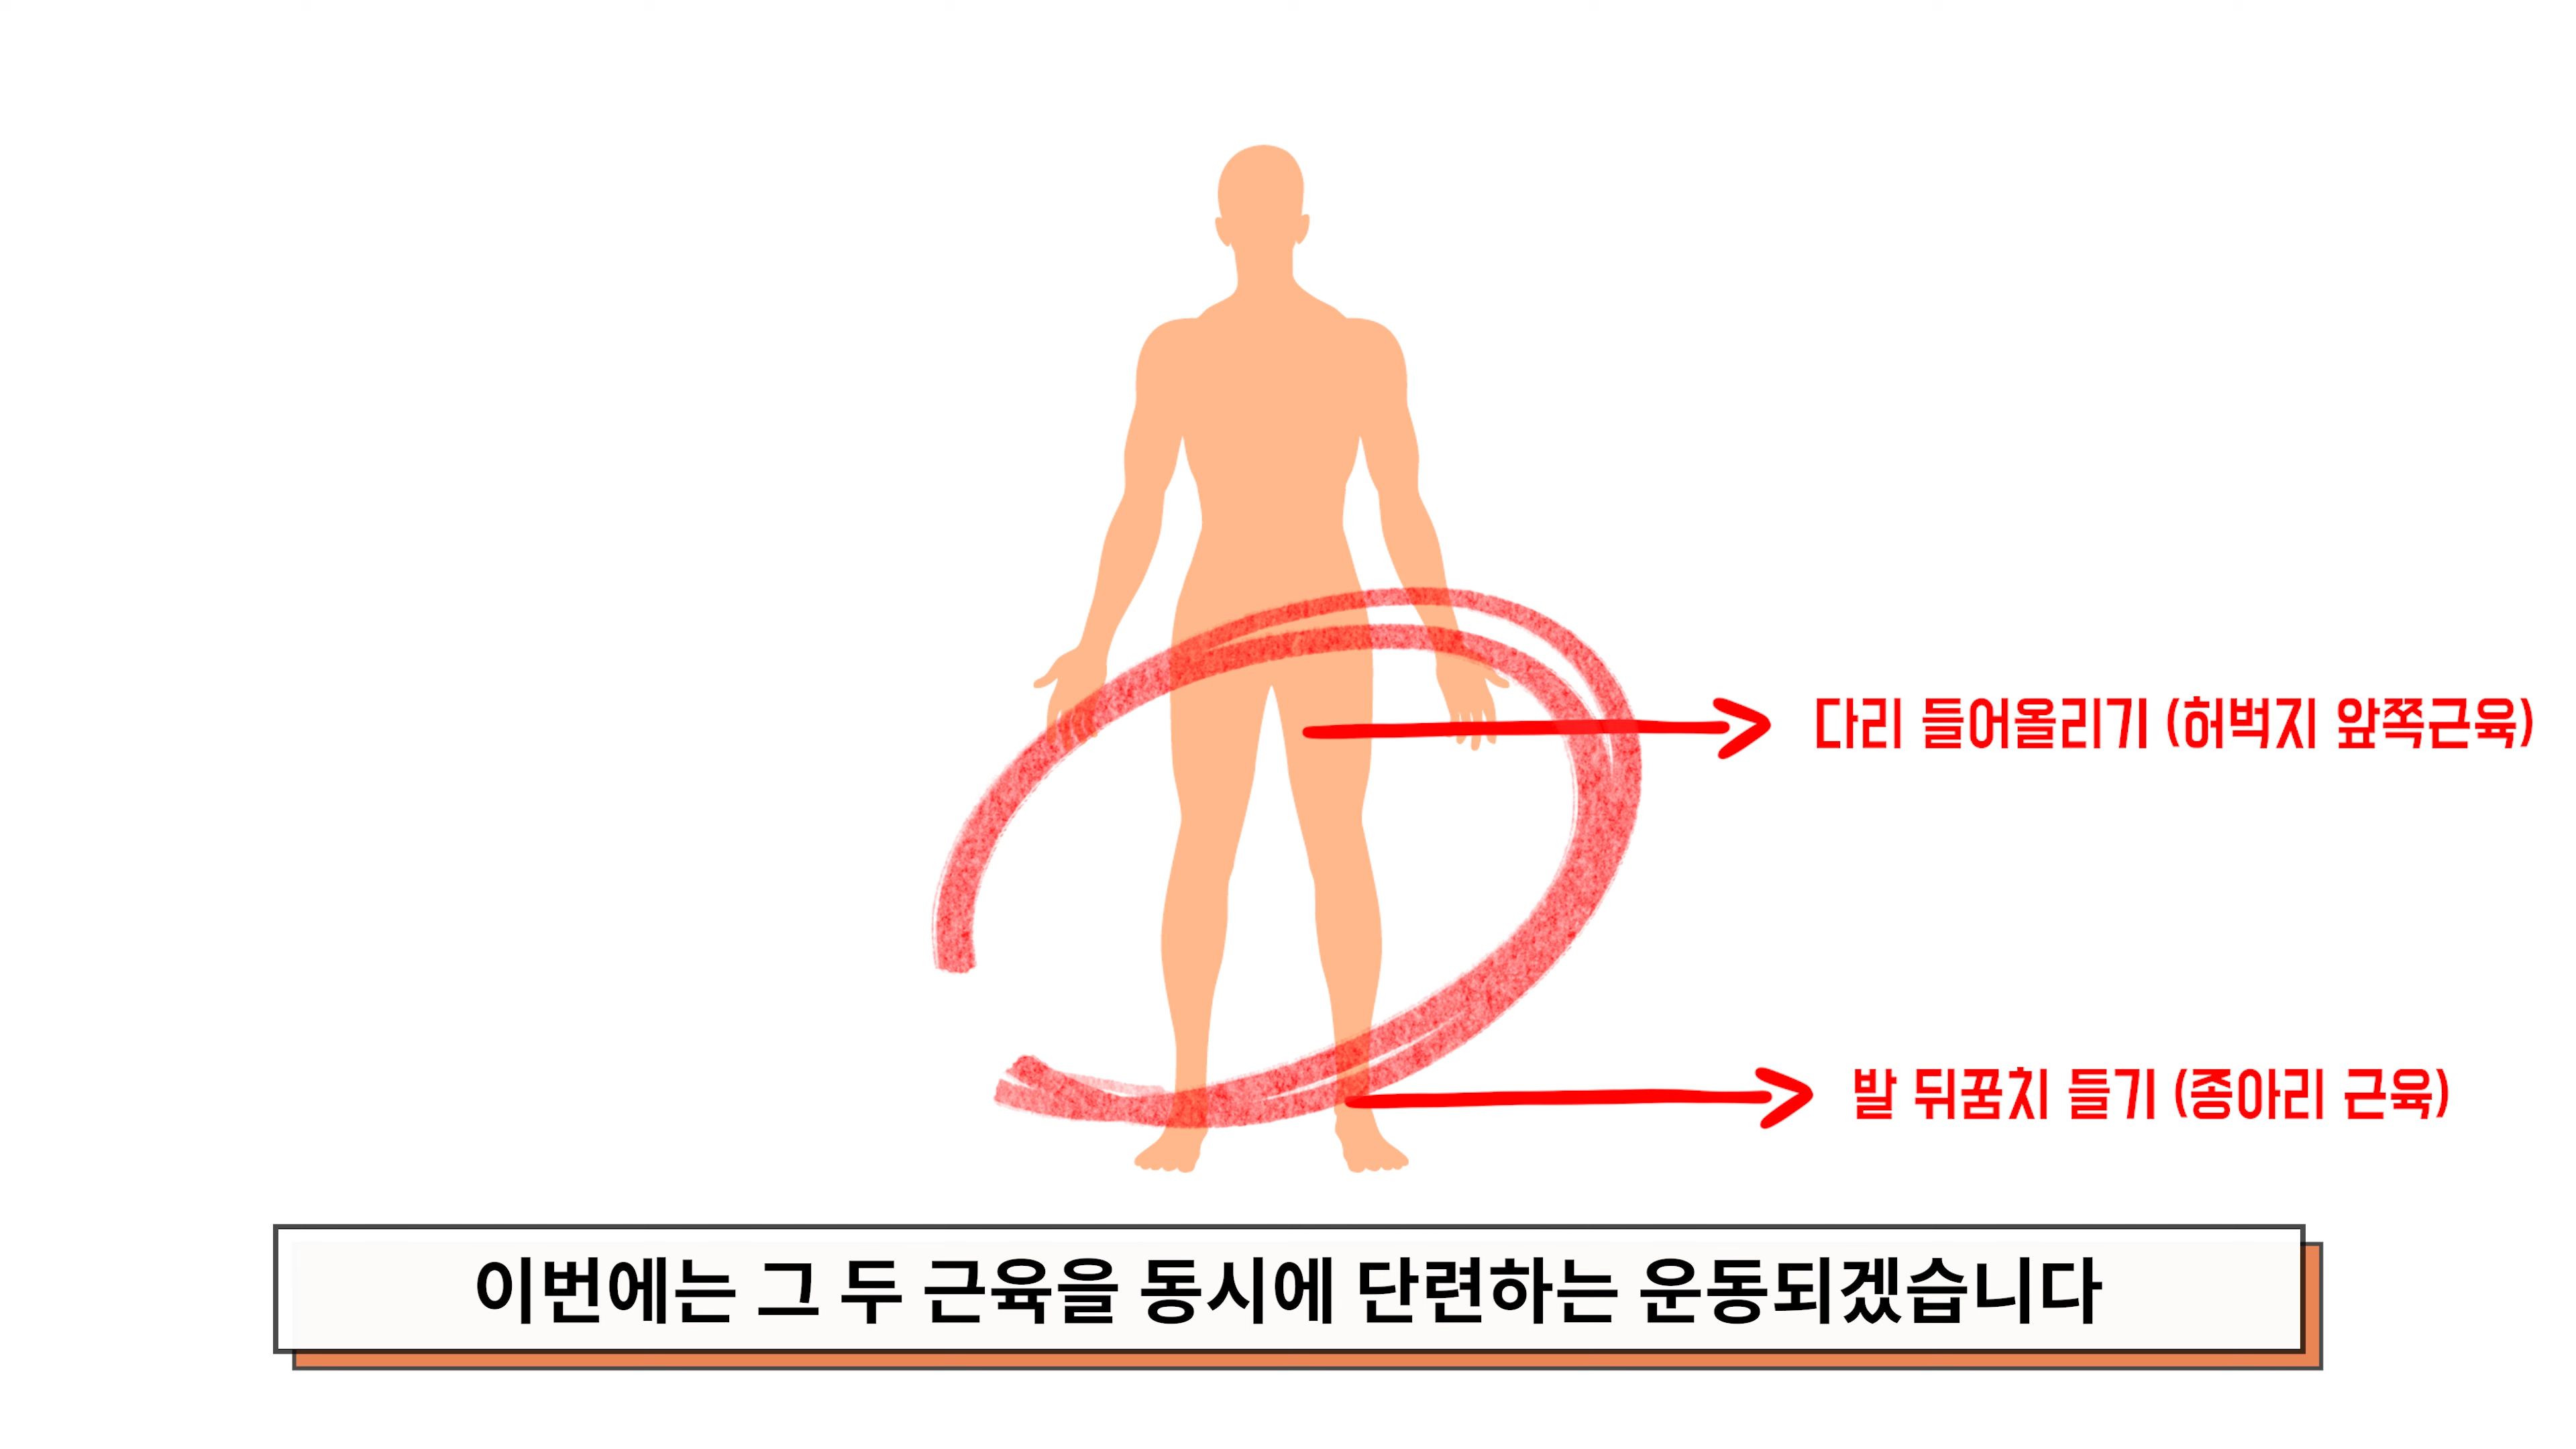 다리 들어올리기 (허벅지 앞쪽근육)
발 뒤꿈치 들기 (종아리 근육)
이번에는 그 두 근육을 동시에 단련하는 운동되겠습니다